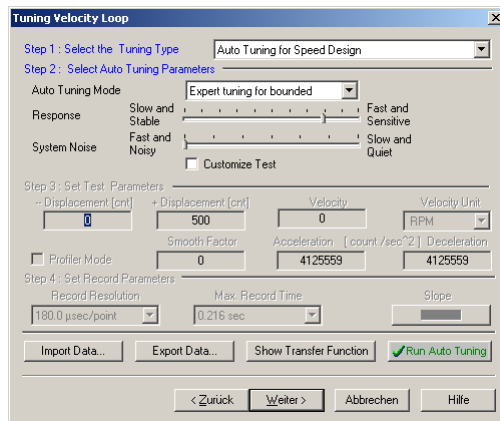 Tuning Velocity Loop
Step 1 : Select the Tuning Type
Auto Tuning for Speed Design
Step 2 : Select Auto Tuning Parameters
Auto Tuning Mode
Expert tuning for bounded
Response
Slow and Stable
Fast and Sensitive
System Noise
Fast and Noisy
Slow and Quiet
Customize Test
Step 3 : Set Test Parameters
-- Displacement [cnt]
+ Displacement [cnt]
Velocity
Velocity Unit
0
500
0
RPM
Smooth Factor
Acceleration [ count /sec^2 ] Deceleration
Profiler Mode
0
4125559
4125559
Step 4 : Set Record Parameters
Record Resolution
Max. Record Time
Slope
180.0 µsec/point
0.216 sec
Import Data...
Export Data...
Show Transfer Function
Run Auto Tuning
< Zurück
Weiter >
Abbrechen
Hilfe